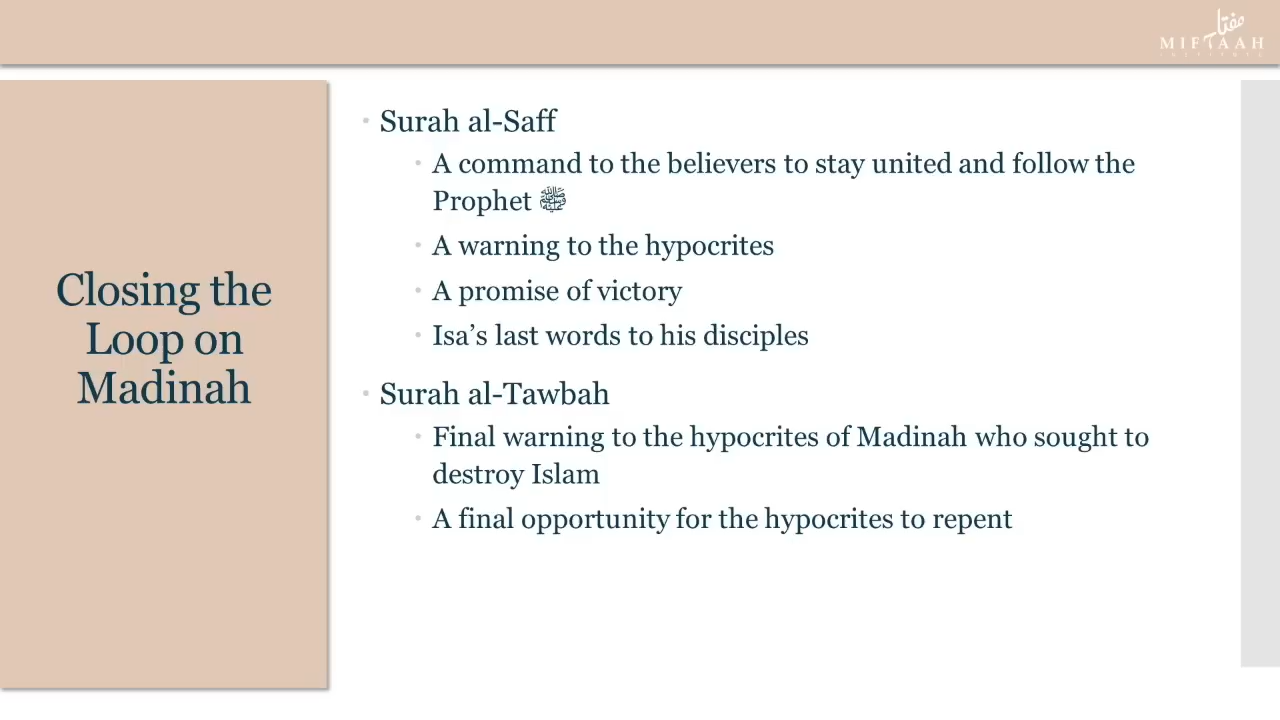 مفتاح
MIFTAAH
INSTITUTE
Closing the
Loop on
Madinah
• Surah al-Saff
• A command to the believers to stay united and follow the
Prophet ﷺ
• A warning to the hypocrites
• A promise of victory
• Isa’s last words to his disciples
• Surah al-Tawbah
• Final warning to the hypocrites of Madinah who sought to
destroy Islam
• A final opportunity for the hypocrites to repent